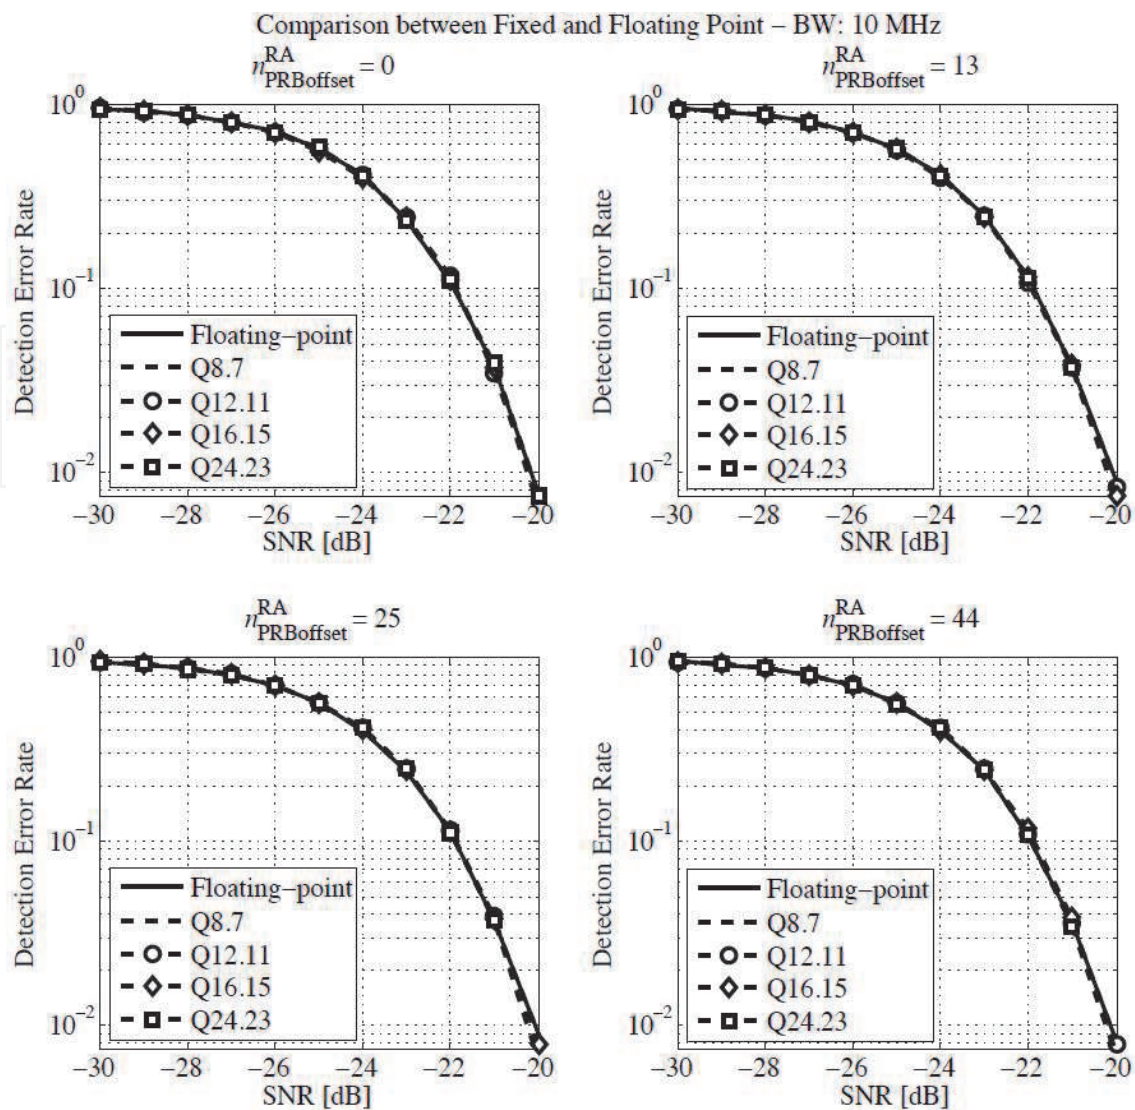 Comparison between Fixed and Floating Point – BW: 10 MHz
n^RA_PRBoffset = 0
10^0
10^−1
10^−2
Detection Error Rate
Floating−point
Q8.7
Q12.11
Q16.15
Q24.23
−30 −28 −26 −24 −22 −20
SNR [dB]
n^RA_PRBoffset = 13
10^0
10^−1
10^−2
Detection Error Rate
Floating−point
Q8.7
Q12.11
Q16.15
Q24.23
−30 −28 −26 −24 −22 −20
SNR [dB]
n^RA_PRBoffset = 25
10^0
10^−1
10^−2
Detection Error Rate
Floating−point
Q8.7
Q12.11
Q16.15
Q24.23
−30 −28 −26 −24 −22 −20
SNR [dB]
n^RA_PRBoffset = 44
10^0
10^−1
10^−2
Detection Error Rate
Floating−point
Q8.7
Q12.11
Q16.15
Q24.23
−30 −28 −26 −24 −22 −20
SNR [dB]